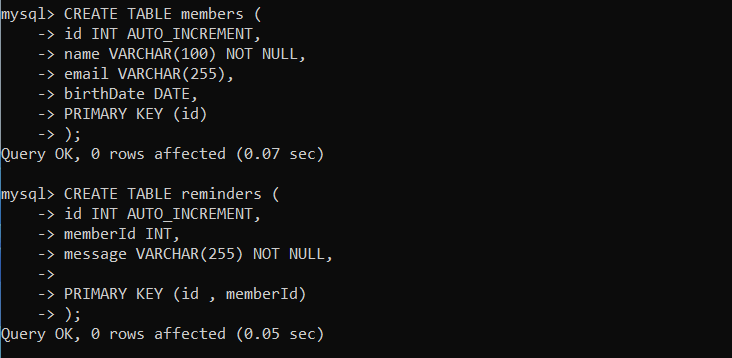 mysql> CREATE TABLE members (
    -> id INT AUTO_INCREMENT,
    -> name VARCHAR(100) NOT NULL,
    -> email VARCHAR(255),
    -> birthDate DATE,
    -> PRIMARY KEY (id)
    -> );
Query OK, 0 rows affected (0.07 sec)

mysql> CREATE TABLE reminders (
    -> id INT AUTO_INCREMENT,
    -> memberId INT,
    -> message VARCHAR(255) NOT NULL,
    ->
    -> PRIMARY KEY (id , memberId)
    -> );
Query OK, 0 rows affected (0.05 sec)